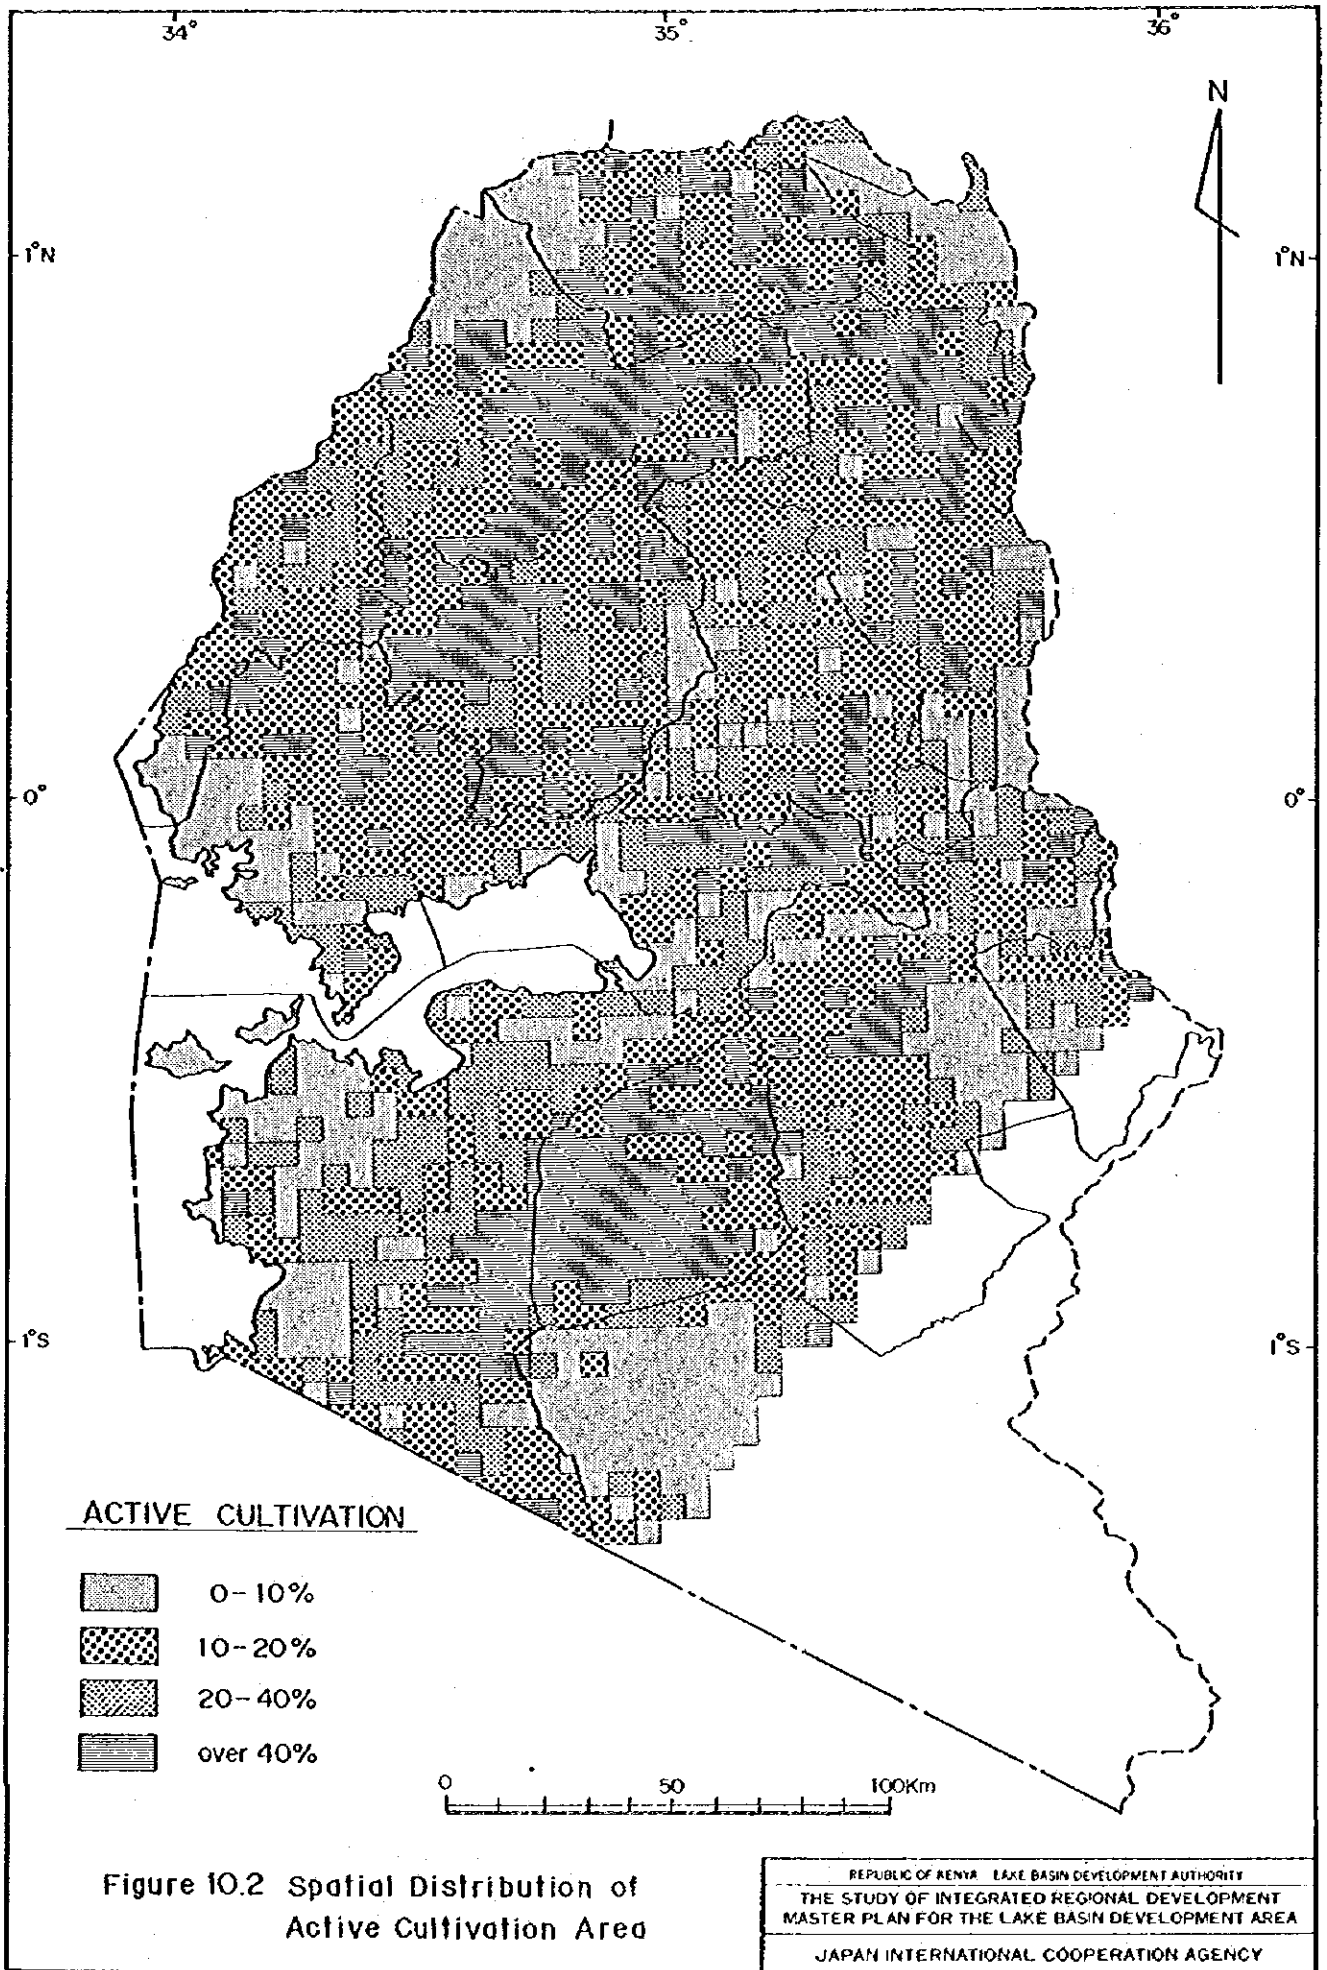 34° 35° 36°
N
1°N 1°N
0° 0°
1°S 1°S
ACTIVE CULTIVATION
0-10%
10-20%
20-40%
over 40%
0 50 100Km
Figure 10.2 Spatial Distribution of
Active Cultivation Area
REPUBLIC OF KENYA LAKE BASIN DEVELOPMENT AUTHORITY
THE STUDY OF INTEGRATED REGIONAL DEVELOPMENT
MASTER PLAN FOR THE LAKE BASIN DEVELOPMENT AREA
JAPAN INTERNATIONAL COOPERATION AGENCY